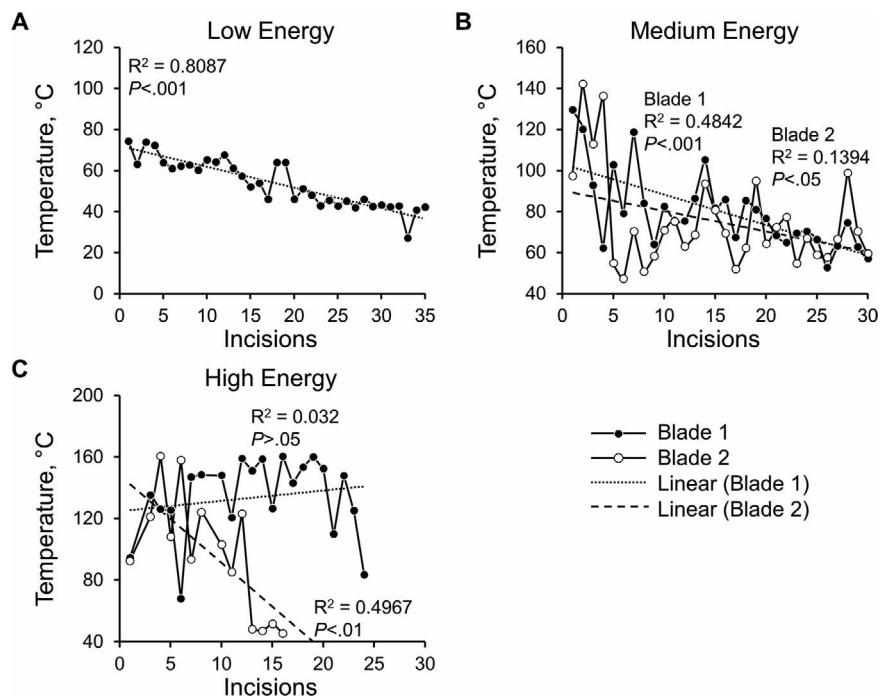 A
Low Energy
R² = 0.8087
P<.001
Temperature, °C
120
100
80
60
40
20
0
0 5 10 15 20 25 30 35
Incisions
B
Medium Energy
Blade 1
R² = 0.4842
P<.001
Blade 2
R² = 0.1394
P<.05
Temperature, °C
160
140
120
100
80
60
40
0 5 10 15 20 25 30
Incisions
C
High Energy
R² = 0.032
P>.05
R² = 0.4967
P<.01
Temperature, °C
200
160
120
80
40
0 5 10 15 20 25 30
Incisions
Blade 1
Blade 2
Linear (Blade 1)
Linear (Blade 2)